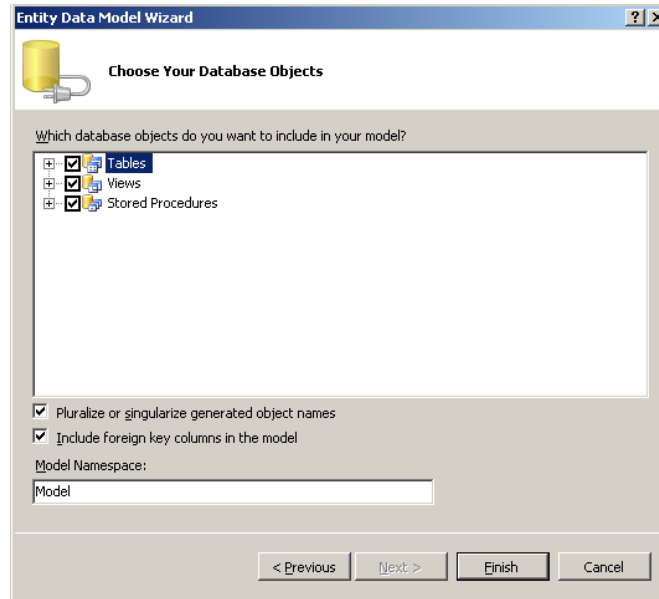 Entity Data Model Wizard
Choose Your Database Objects
Which database objects do you want to include in your model?
Tables
Views
Stored Procedures
Pluralize or singularize generated object names
Include foreign key columns in the model
Model Namespace:
Model
< Previous Next > Finish Cancel